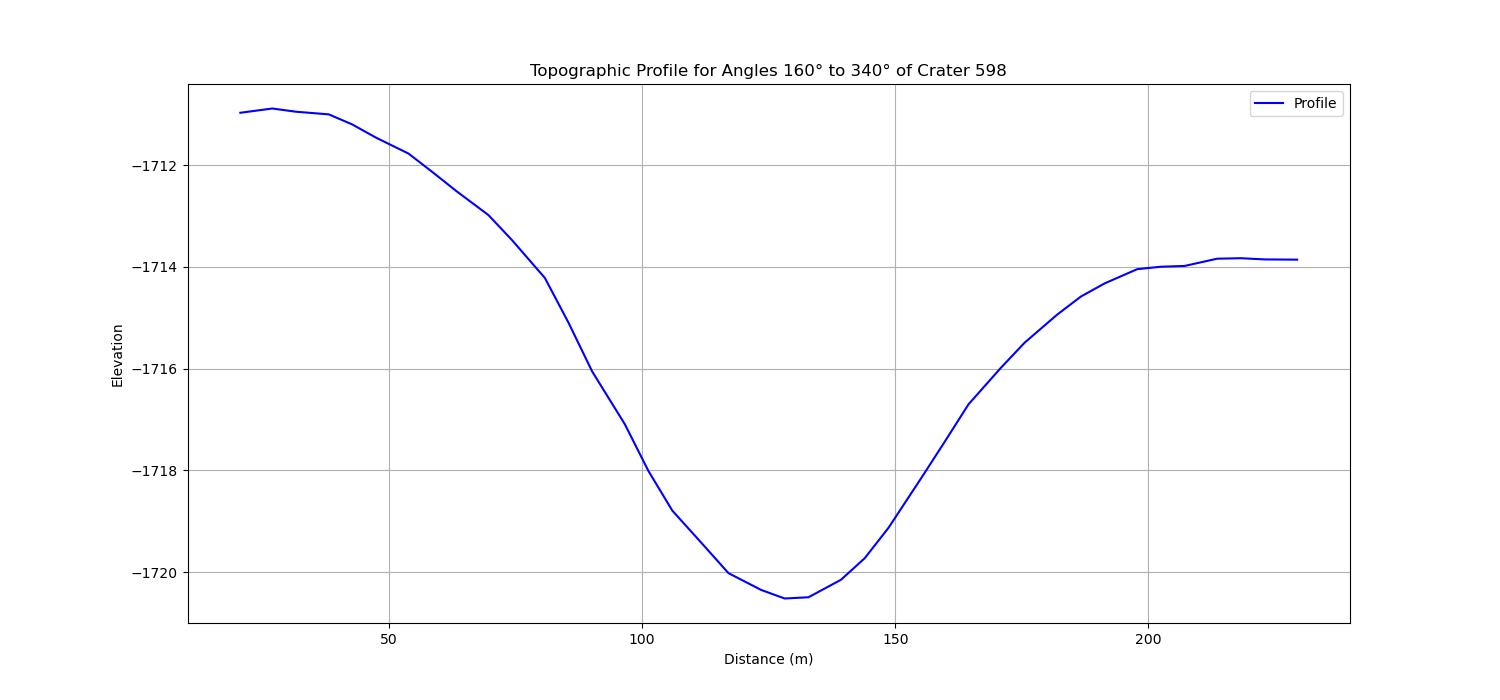 Topographic Profile for Angles 160° to 340° of Crater 598
Profile
−1712
−1714
−1716
−1718
−1720
Elevation
50 100 150 200
Distance (m)